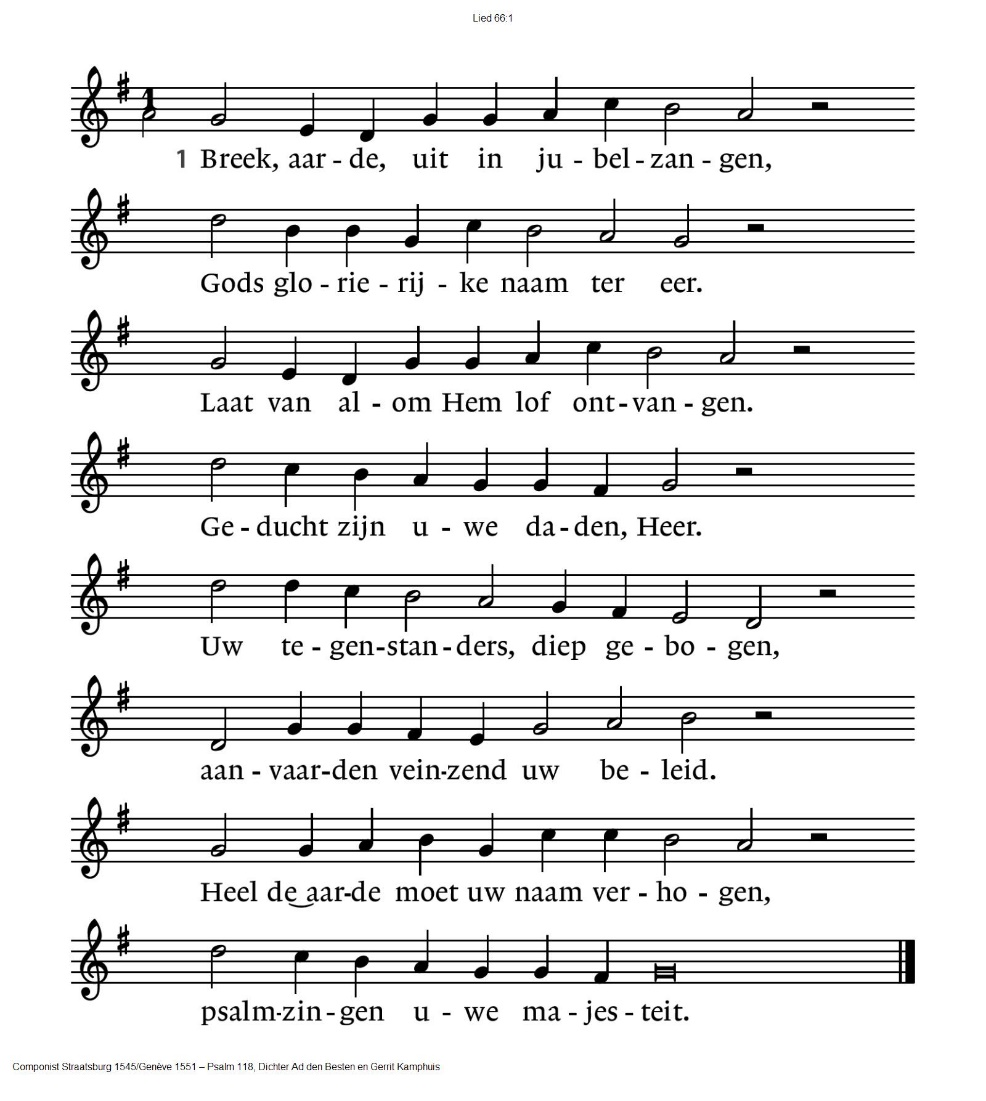 Lied 66:1
1
1 Breek, aar - de, uit in ju - bel - zan - gen,
Gods glo - rie - rij - ke naam ter eer.
Laat van al - om Hem lof ont - van - gen.
Ge - ducht zijn u - we da - den, Heer.
Uw te - gen - stan - ders, diep ge - bo - gen,
aan - vaar - den vein - zend uw be - leid.
Heel de‿aar - de moet uw naam ver - ho - gen,
psalm - zin - gen u - we ma - jes - teit.
Componist Straatsburg 1545/Genève 1551 – Psalm 118, Dichter Ad den Besten en Gerrit Kamphuis